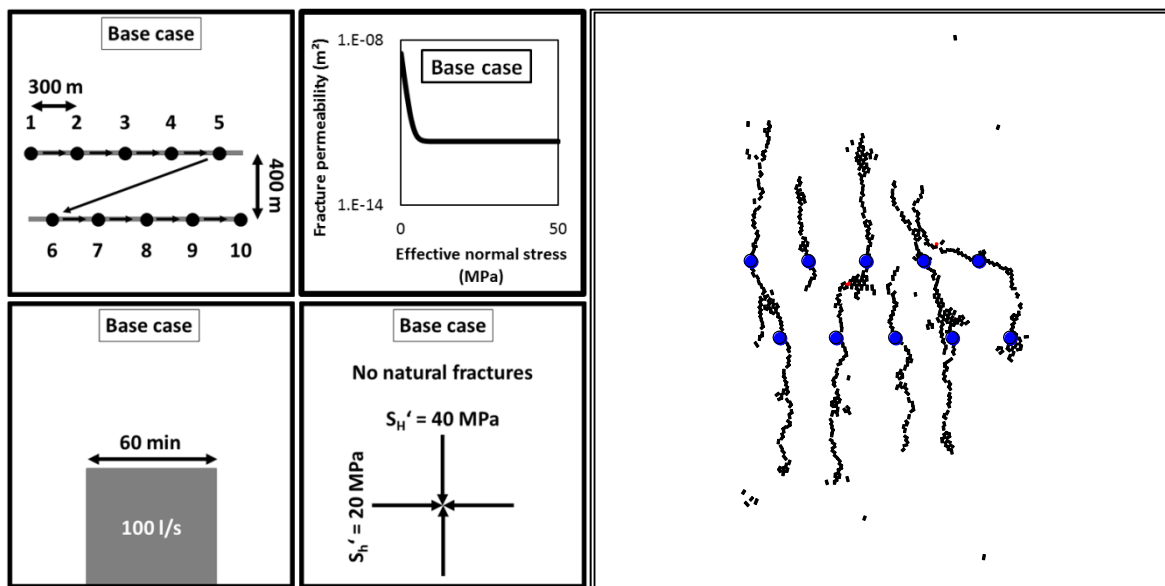 Base case
300 m
1 2 3 4 5
400 m
6 7 8 9 10
Base case
Fracture permeability (m²)
1.E-08
1.E-14
0
50
Effective normal stress
(MPa)
Base case
60 min
100 l/s
Base case
No natural fractures
S_H‘ = 40 MPa
S_h‘ = 20 MPa